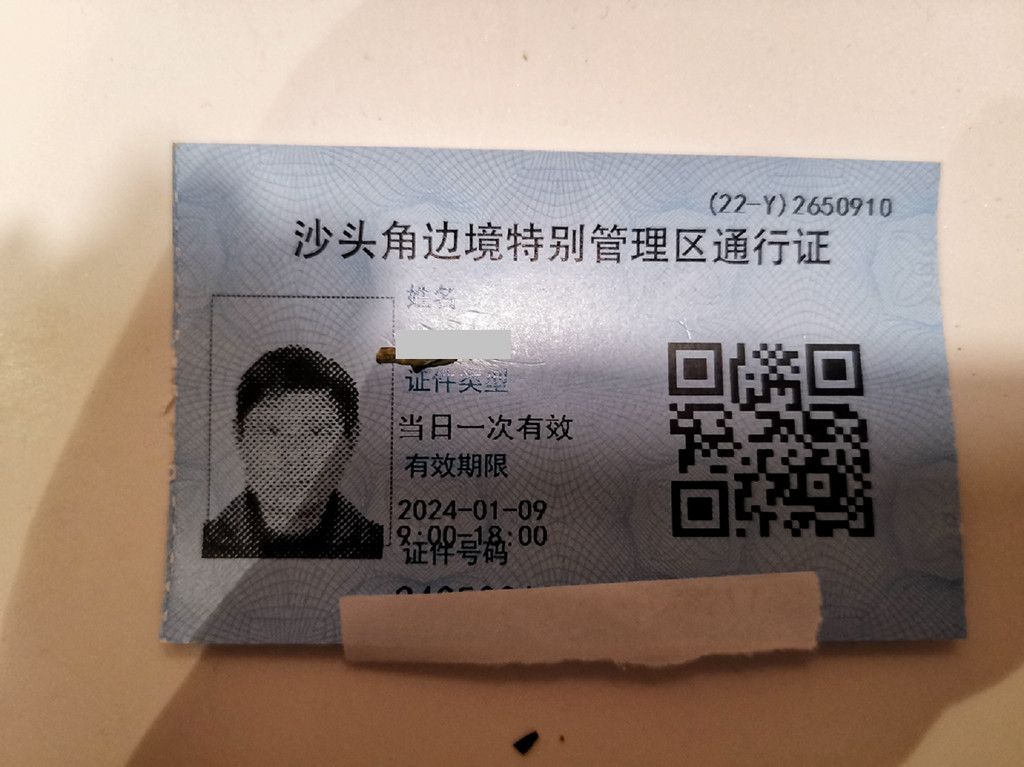 (22-Y)2650910
沙头角边境特别管理区通行证
姓名
证件类型
当日一次有效
有效期限
2024-01-09
9:00-18:00
证件号码